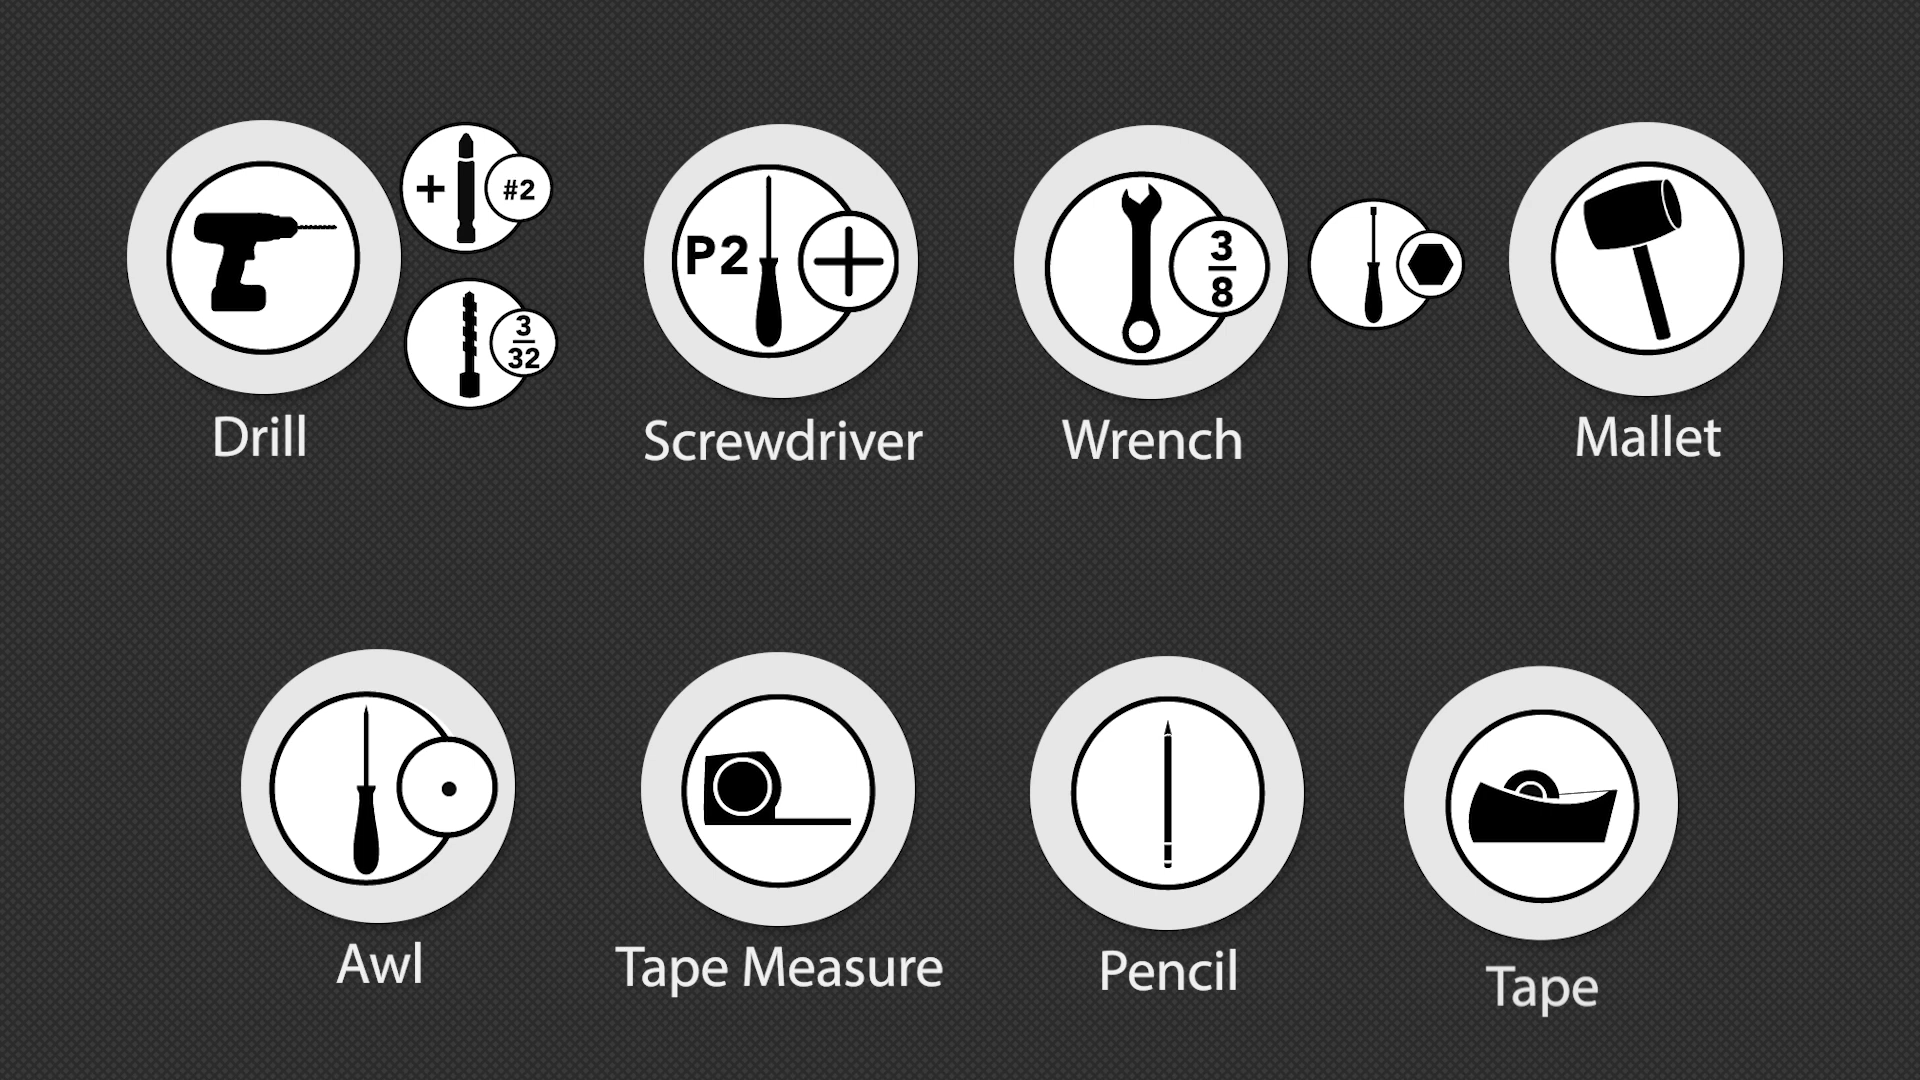 #2
3
32
P2
3
8
Drill
Screwdriver
Wrench
Mallet
Awl
Tape Measure
Pencil
Tape